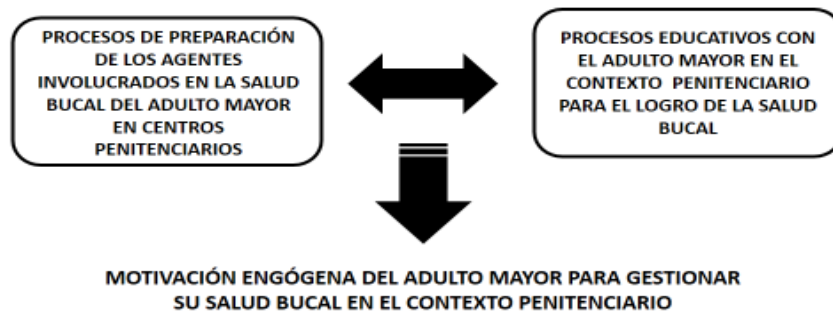 PROCESOS DE PREPARACIÓN
DE LOS AGENTES
INVOLUCRADOS EN LA SALUD
BUCAL DEL ADULTO MAYOR
EN CENTROS
PENITENCIARIOS
PROCESOS EDUCATIVOS CON
EL ADULTO MAYOR EN EL
CONTEXTO PENITENCIARIO
PARA EL LOGRO DE LA SALUD
BUCAL
MOTIVACIÓN ENGÓGENA DEL ADULTO MAYOR PARA GESTIONAR
SU SALUD BUCAL EN EL CONTEXTO PENITENCIARIO